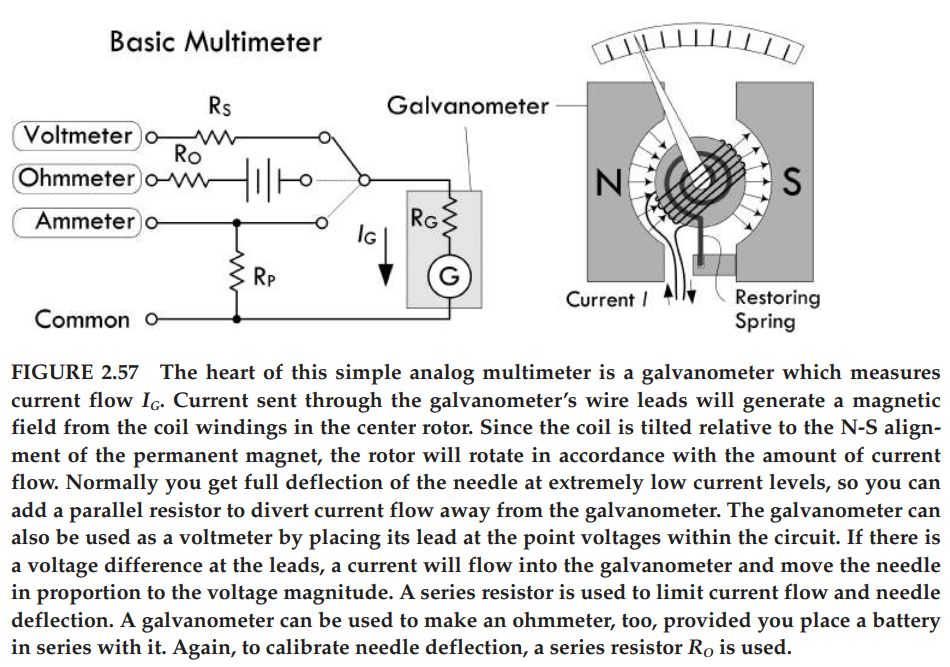 Basic Multimeter
Galvanometer
RS
Voltmeter
RO
Ohmmeter
Ammeter
IG
RG
G
RP
Common
N
S
Current I
Restoring
Spring
FIGURE 2.57 The heart of this simple analog multimeter is a galvanometer which measures
current flow IG. Current sent through the galvanometer’s wire leads will generate a magnetic
field from the coil windings in the center rotor. Since the coil is tilted relative to the N-S align-
ment of the permanent magnet, the rotor will rotate in accordance with the amount of current
flow. Normally you get full deflection of the needle at extremely low current levels, so you can
add a parallel resistor to divert current flow away from the galvanometer. The galvanometer can
also be used as a voltmeter by placing its lead at the point voltages within the circuit. If there is
a voltage difference at the leads, a current will flow into the galvanometer and move the needle
in proportion to the voltage magnitude. A series resistor is used to limit current flow and needle
deflection. A galvanometer can be used to make an ohmmeter, too, provided you place a battery
in series with it. Again, to calibrate needle deflection, a series resistor RO is used.